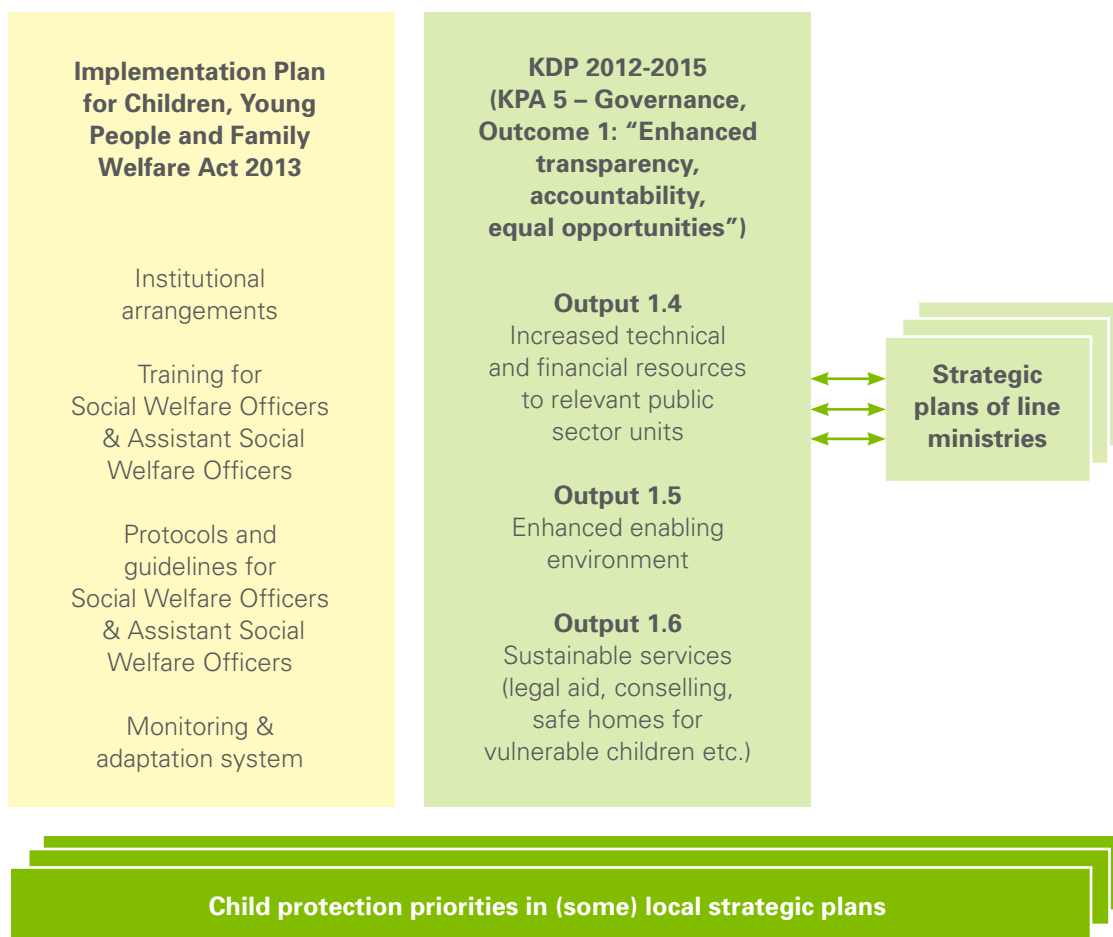 Implementation Plan
for Children, Young
People and Family
Welfare Act 2013
Institutional
arrangements
Training for
Social Welfare Officers
& Assistant Social
Welfare Officers
Protocols and
guidelines for
Social Welfare Officers
& Assistant Social
Welfare Officers
Monitoring &
adaptation system
KDP 2012-2015
(KPA 5 – Governance,
Outcome 1: “Enhanced
transparency,
accountability,
equal opportunities”)
Output 1.4
Increased technical
and financial resources
to relevant public
sector units
Output 1.5
Enhanced enabling
environment
Output 1.6
Sustainable services
(legal aid, conselling,
safe homes for
vulnerable children etc.)
Strategic
plans of line
ministries
Child protection priorities in (some) local strategic plans